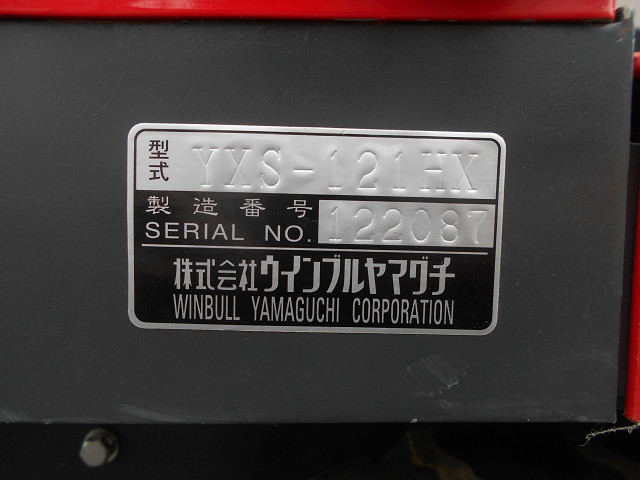 型式 YXS-121HX
製造番号
SERIAL NO. 122087
株式会社ウインブルヤマグチ
WINBULL YAMAGUCHI CORPORATION